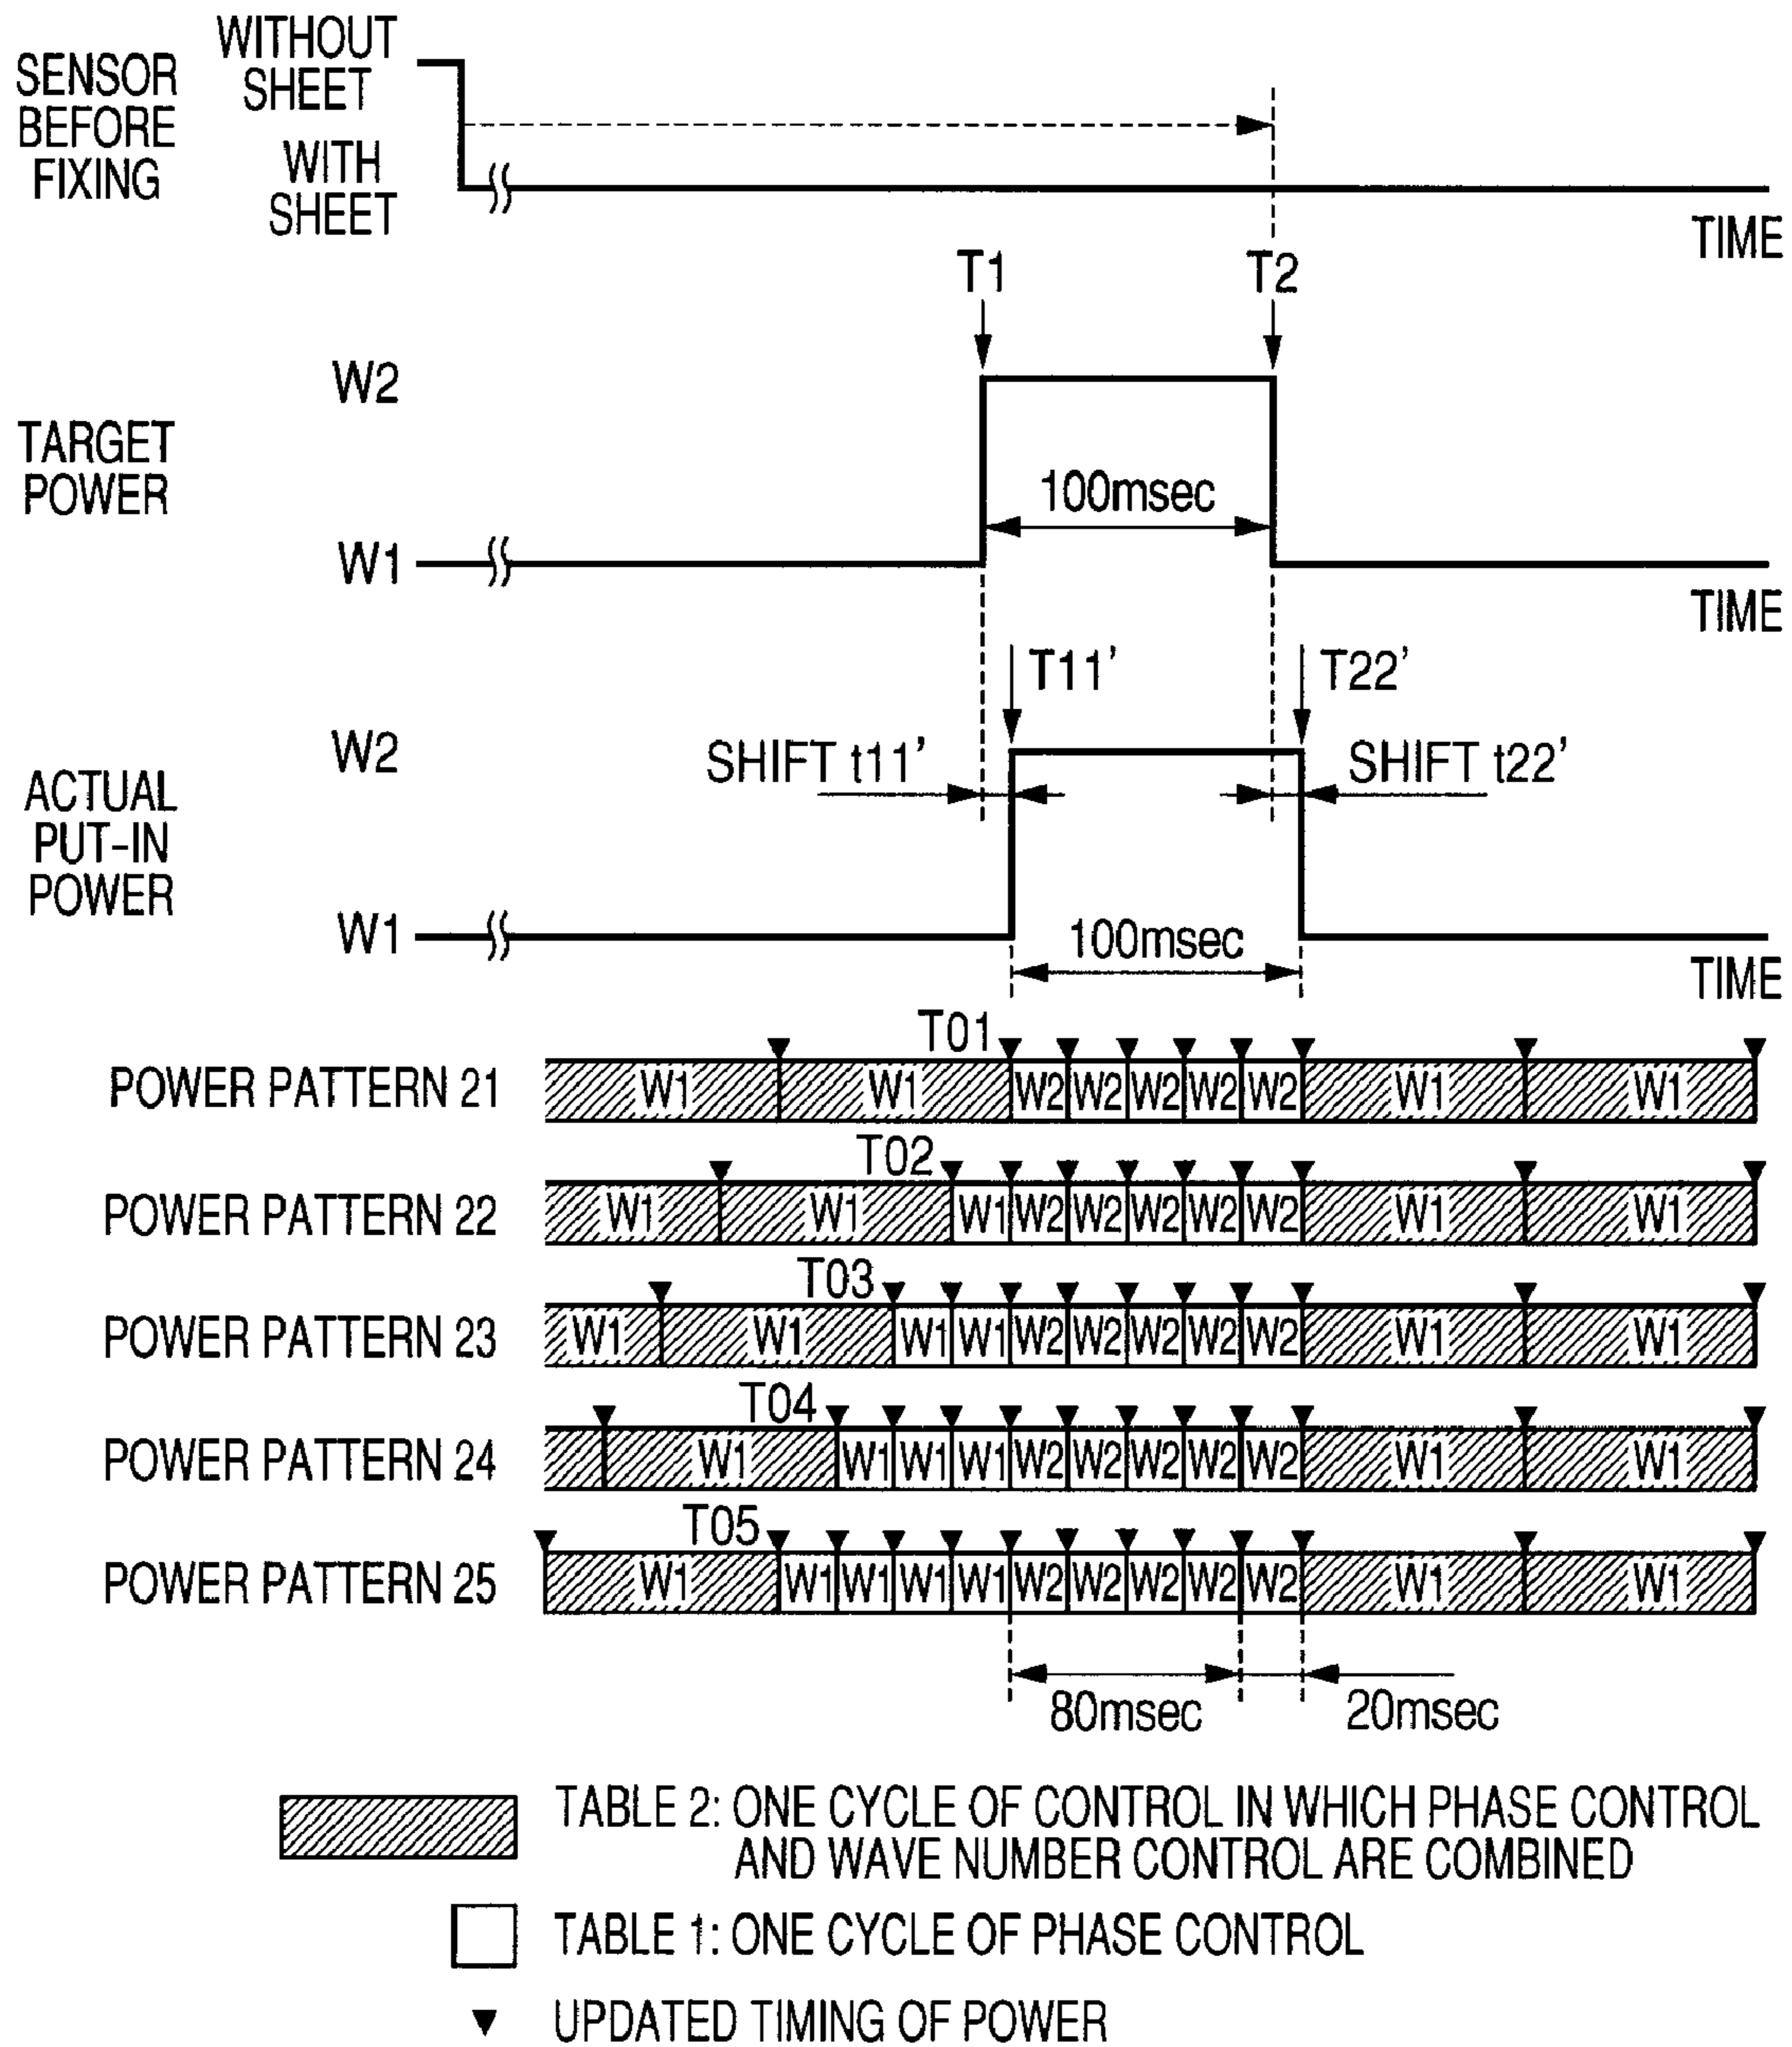 SENSOR
BEFORE
FIXING
WITHOUT
SHEET
WITH
SHEET
TIME
T1
T2
TARGET
POWER
W2
100msec
W1
TIME
T11'
T22'
ACTUAL
PUT-IN
POWER
W2
SHIFT t11'
SHIFT t22'
W1
100msec
TIME
T01
POWER PATTERN 21 W1 W1 W2 W2 W2 W2 W2 W1 W1
T02
POWER PATTERN 22 W1 W1 W1 W2 W2 W2 W2 W2 W1 W1
T03
POWER PATTERN 23 W1 W1 W1 W1 W2 W2 W2 W2 W2 W1 W1
T04
POWER PATTERN 24 W1 W1 W1 W1 W2 W2 W2 W2 W2 W1 W1
T05
POWER PATTERN 25 W1 W1 W1 W1 W1 W2 W2 W2 W2 W2 W1 W1
80msec
20msec
TABLE 2: ONE CYCLE OF CONTROL IN WHICH PHASE CONTROL
AND WAVE NUMBER CONTROL ARE COMBINED
TABLE 1: ONE CYCLE OF PHASE CONTROL
UPDATED TIMING OF POWER